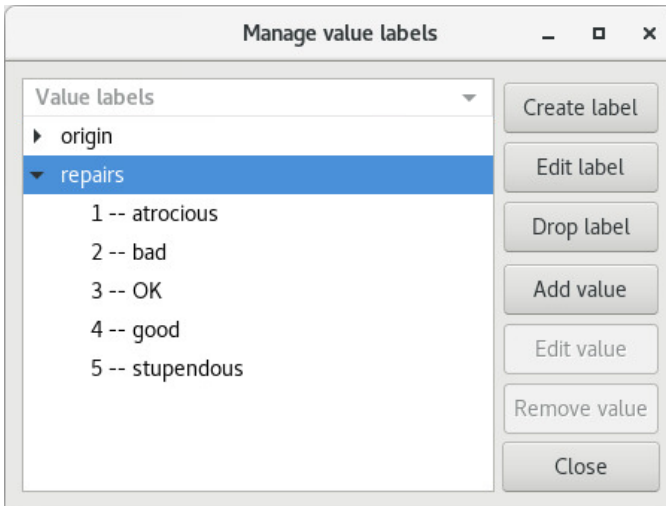 Manage value labels
Value labels
origin
repairs
1 -- atrocious
2 -- bad
3 -- OK
4 -- good
5 -- stupendous
Create label
Edit label
Drop label
Add value
Edit value
Remove value
Close